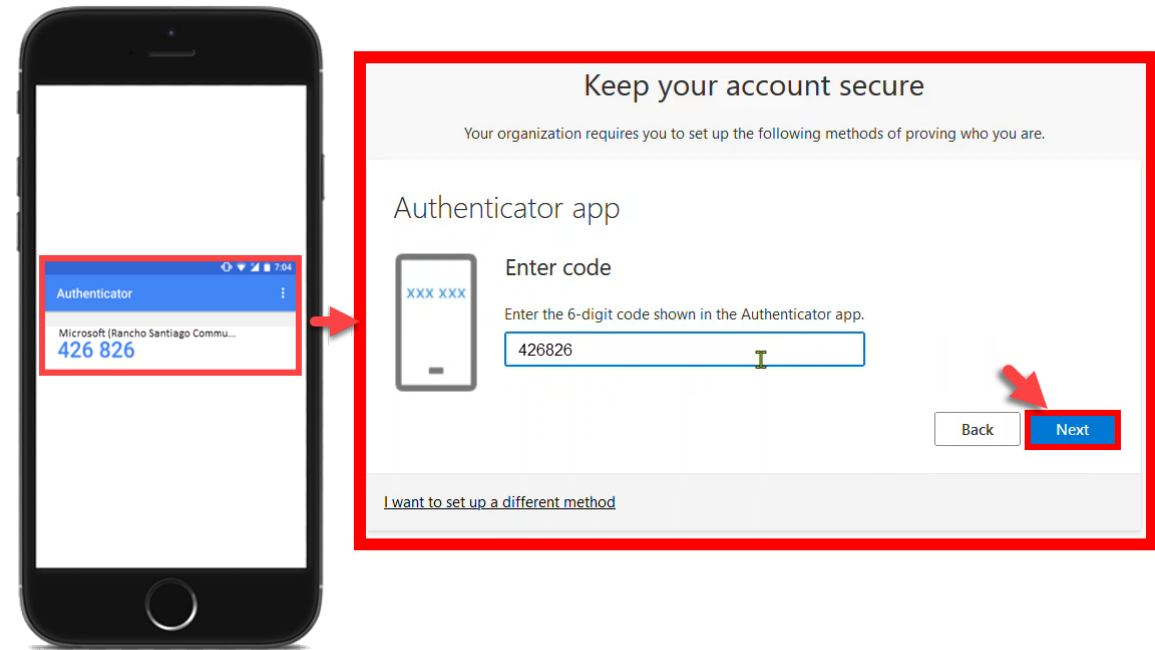 7:04
Authenticator
Microsoft (Rancho Santiago Commu...
426 826
Keep your account secure
Your organization requires you to set up the following methods of proving who you are.
Authenticator app
XXX XXX
Enter code
Enter the 6-digit code shown in the Authenticator app.
426826
Back
Next
I want to set up a different method